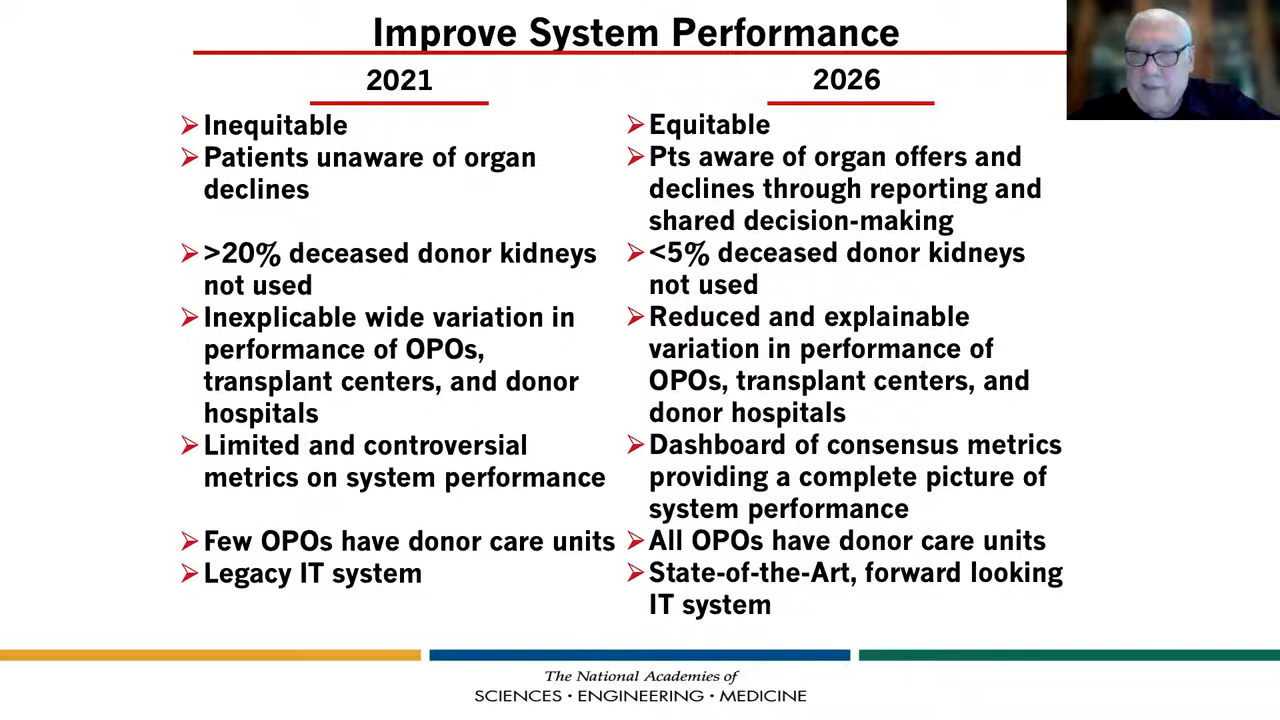 Improve System Performance
2021
➢Inequitable
➢Patients unaware of organ
declines
➢>20% deceased donor kidneys
not used
➢Inexplicable wide variation in
performance of OPOs,
transplant centers, and donor
hospitals
➢Limited and controversial
metrics on system performance
➢Few OPOs have donor care units
➢Legacy IT system
2026
➢Equitable
➢Pts aware of organ offers and
declines through reporting and
shared decision-making
➢<5% deceased donor kidneys
not used
➢Reduced and explainable
variation in performance of
OPOs, transplant centers, and
donor hospitals
➢Dashboard of consensus metrics
providing a complete picture of
system performance
➢All OPOs have donor care units
➢State-of-the-Art, forward looking
IT system
The National Academies of
SCIENCES · ENGINEERING · MEDICINE